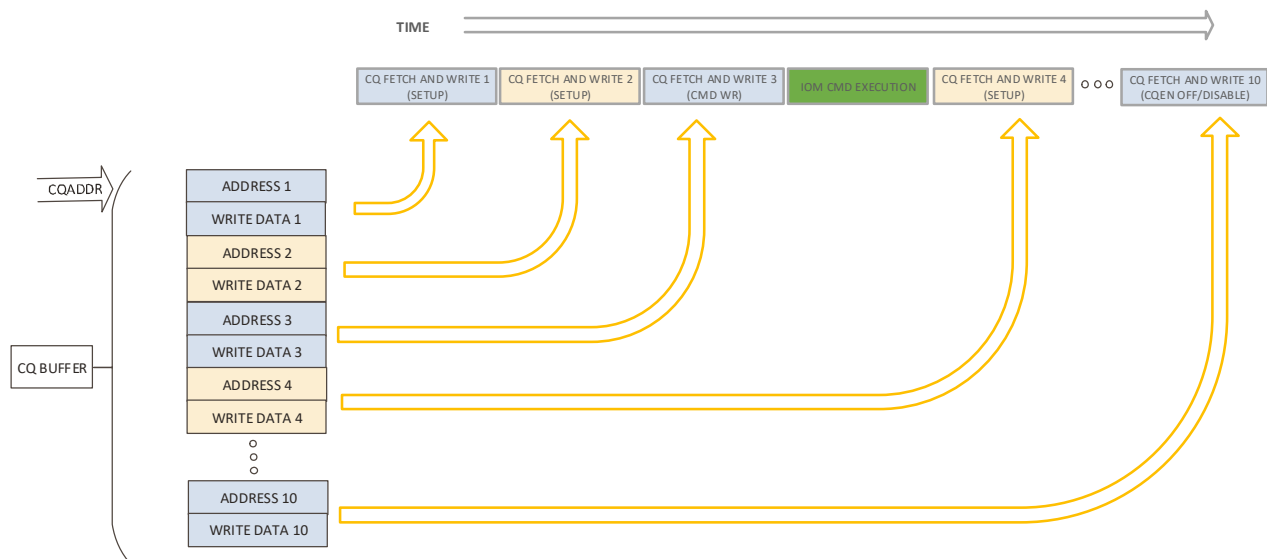 TIME
CQ FETCH AND WRITE 1
(SETUP)
CQ FETCH AND WRITE 2
(SETUP)
CQ FETCH AND WRITE 3
(CMD WR)
IOM CMD EXECUTION
CQ FETCH AND WRITE 4
(SETUP)
CQ FETCH AND WRITE 10
(CQEN OFF/DISABLE)
CQADDR
ADDRESS 1
WRITE DATA 1
ADDRESS 2
WRITE DATA 2
ADDRESS 3
WRITE DATA 3
CQ BUFFER
ADDRESS 4
WRITE DATA 4
ADDRESS 10
WRITE DATA 10